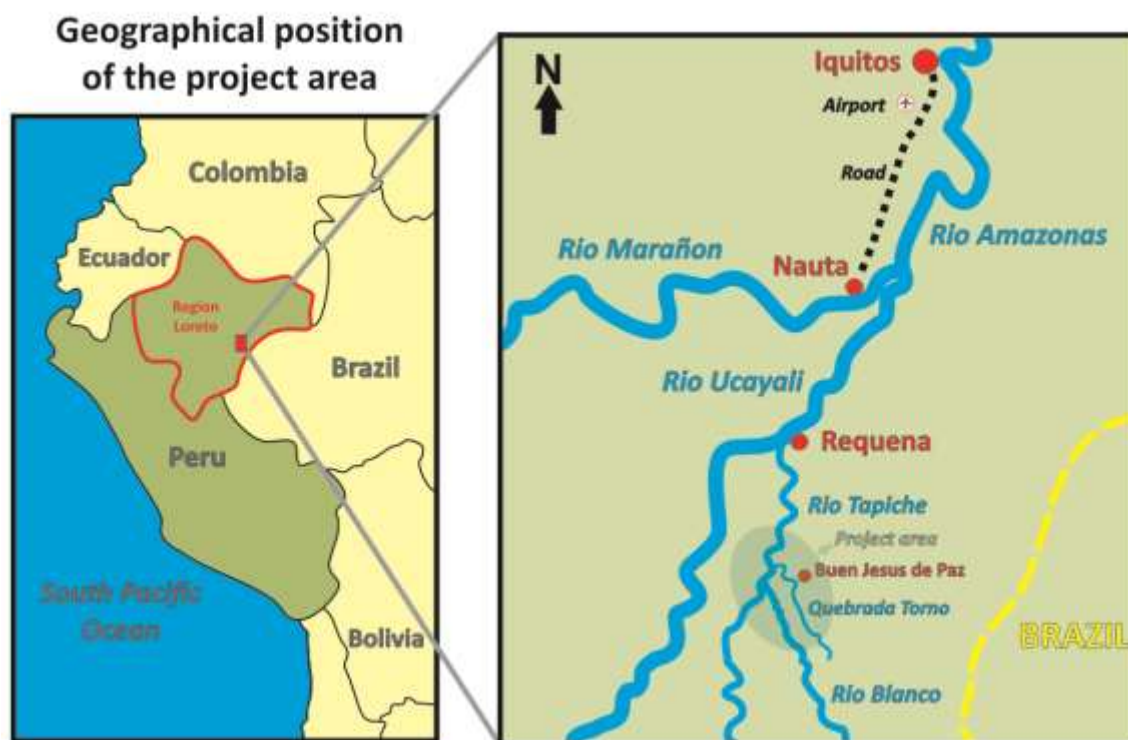 Geographical position
of the project area
Colombia
Ecuador
Region
Loreto
Brazil
Peru
South Pacific
Ocean
Bolivia
N
Iquitos
Airport
Road
Rio Marañon
Nauta
Rio Amazonas
Rio Ucayali
Requena
Rio Tapiche
Project area
Buen Jesus de Paz
Quebrada Torno
BRAZIL
Rio Blanco